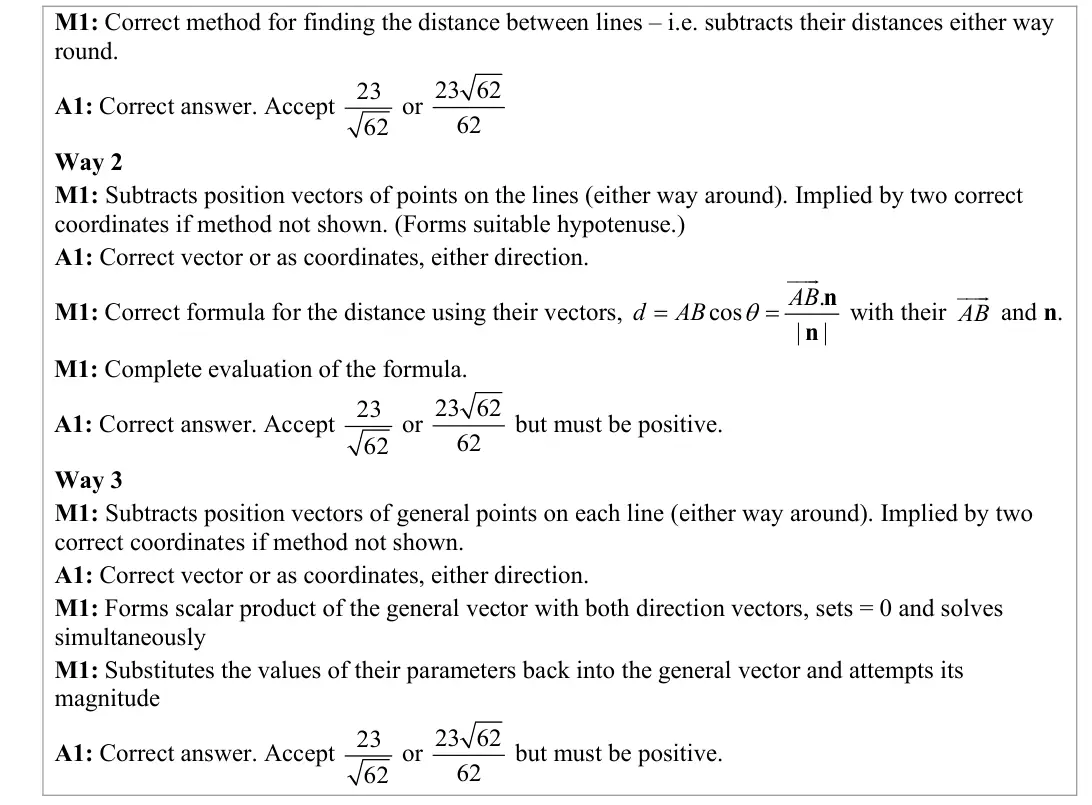 M1: Correct method for finding the distance between lines – i.e. subtracts their distances either way
round.
A1: Correct answer. Accept 23/√62 or 23√62/62
Way 2
M1: Subtracts position vectors of points on the lines (either way around). Implied by two correct
coordinates if method not shown. (Forms suitable hypotenuse.)
A1: Correct vector or as coordinates, either direction.
M1: Correct formula for the distance using their vectors, d = AB cos θ = \overrightarrow{AB}.n/|n| with their \overrightarrow{AB} and n.
M1: Complete evaluation of the formula.
A1: Correct answer. Accept 23/√62 or 23√62/62 but must be positive.
Way 3
M1: Subtracts position vectors of general points on each line (either way around). Implied by two
correct coordinates if method not shown.
A1: Correct vector or as coordinates, either direction.
M1: Forms scalar product of the general vector with both direction vectors, sets = 0 and solves
simultaneously
M1: Substitutes the values of their parameters back into the general vector and attempts its
magnitude
A1: Correct answer. Accept 23/√62 or 23√62/62 but must be positive.